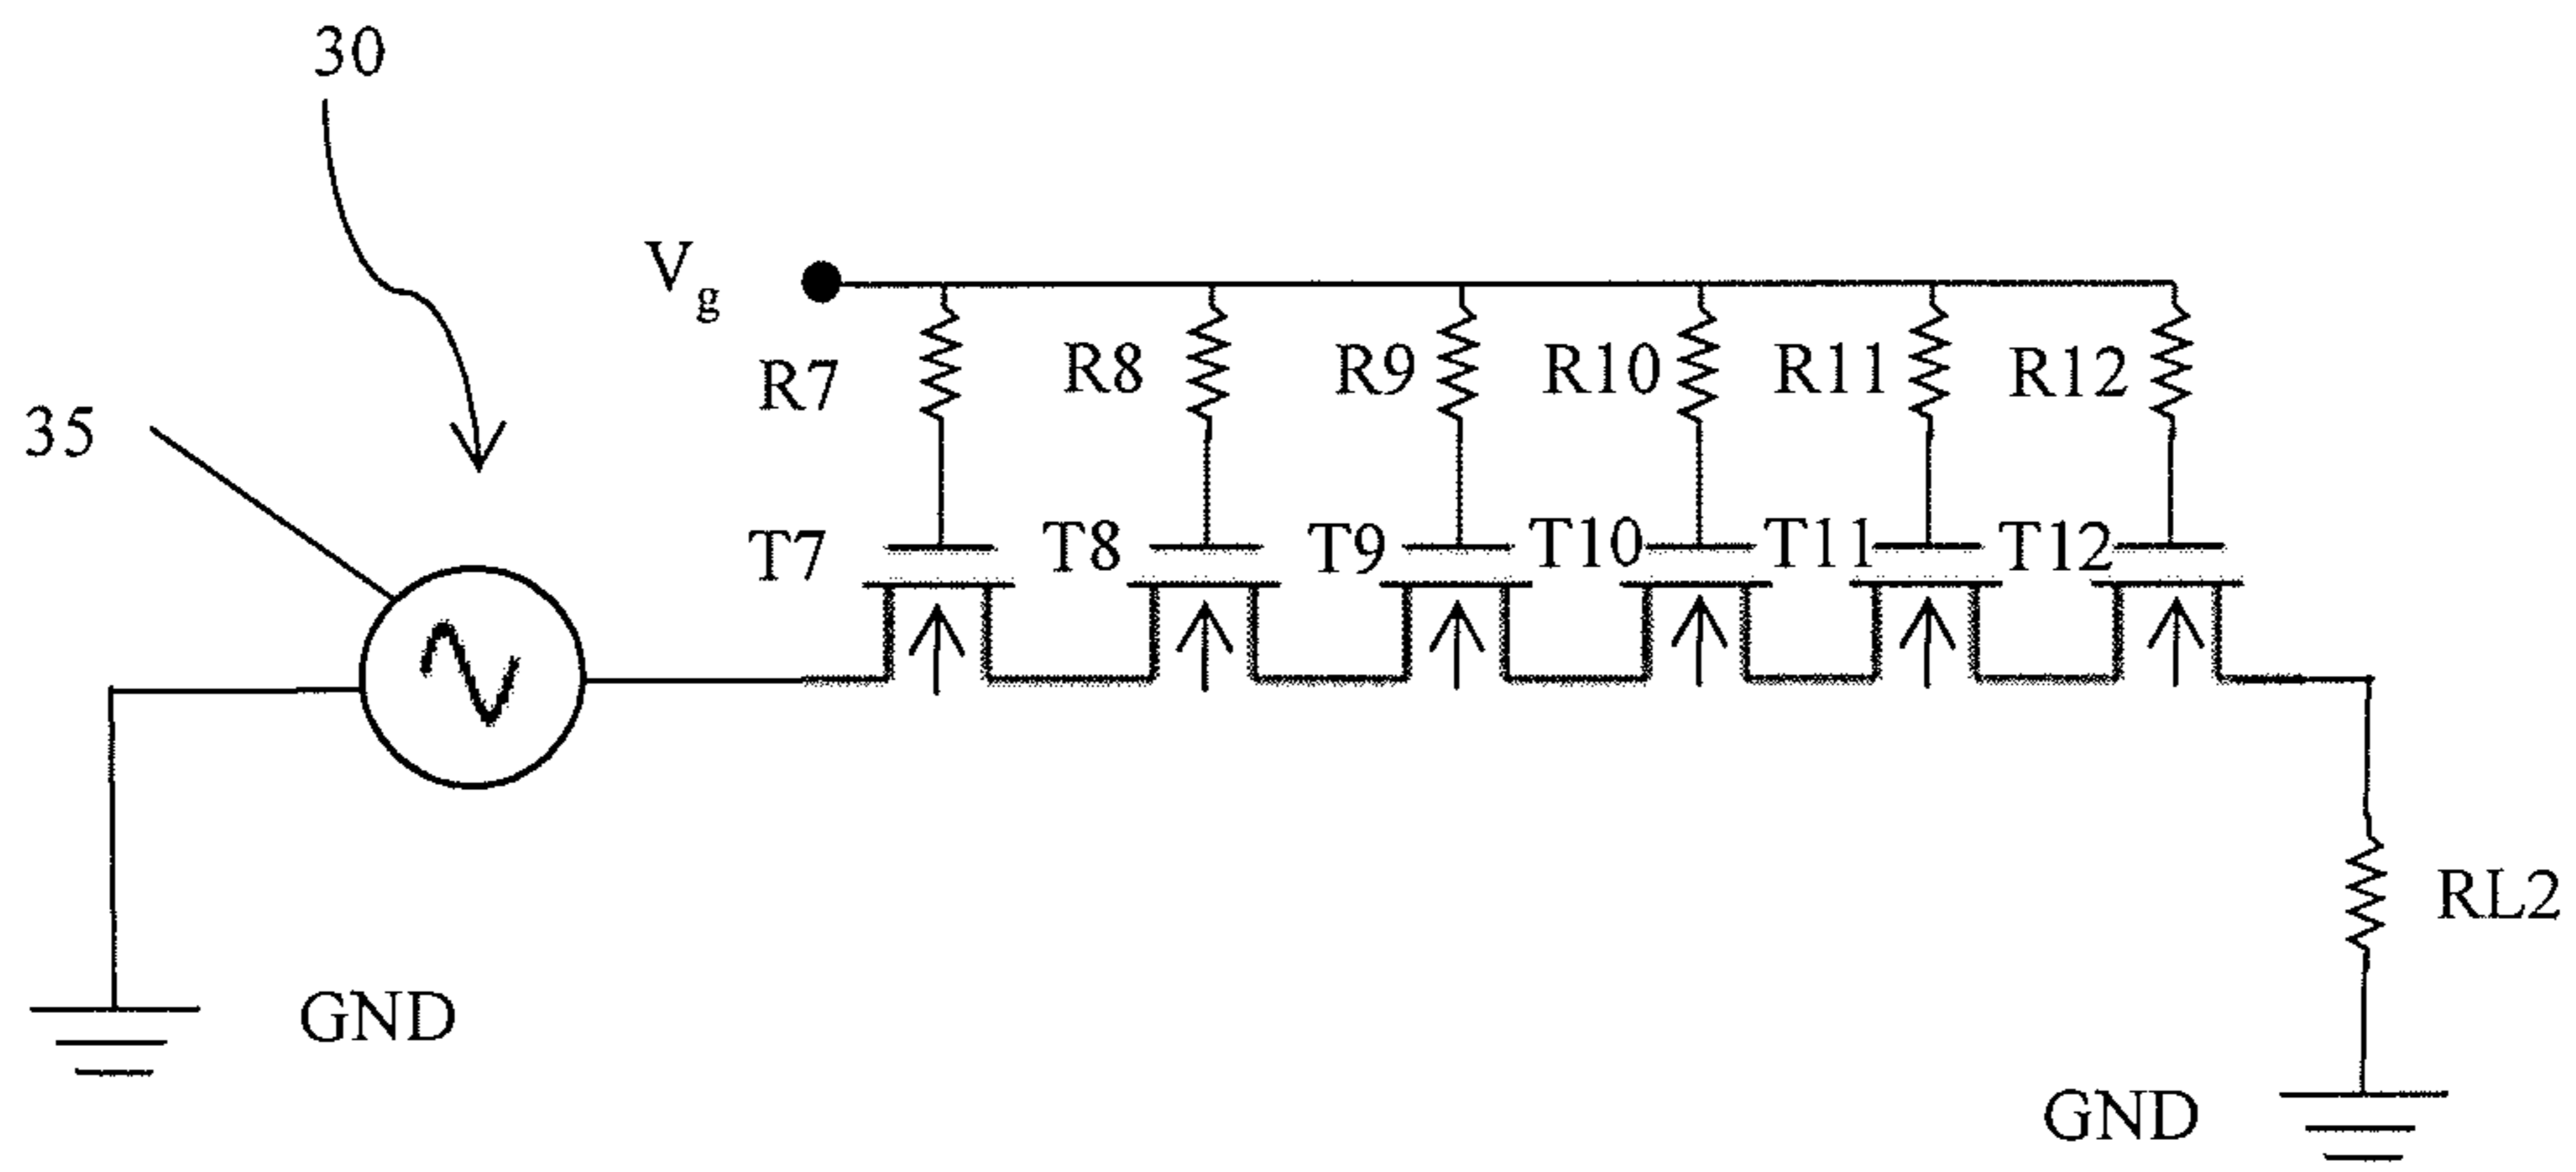 30
Vg
R7 R8 R9 R10 R11 R12
35
T7 T8 T9 T10 T11 T12
RL2
GND
GND